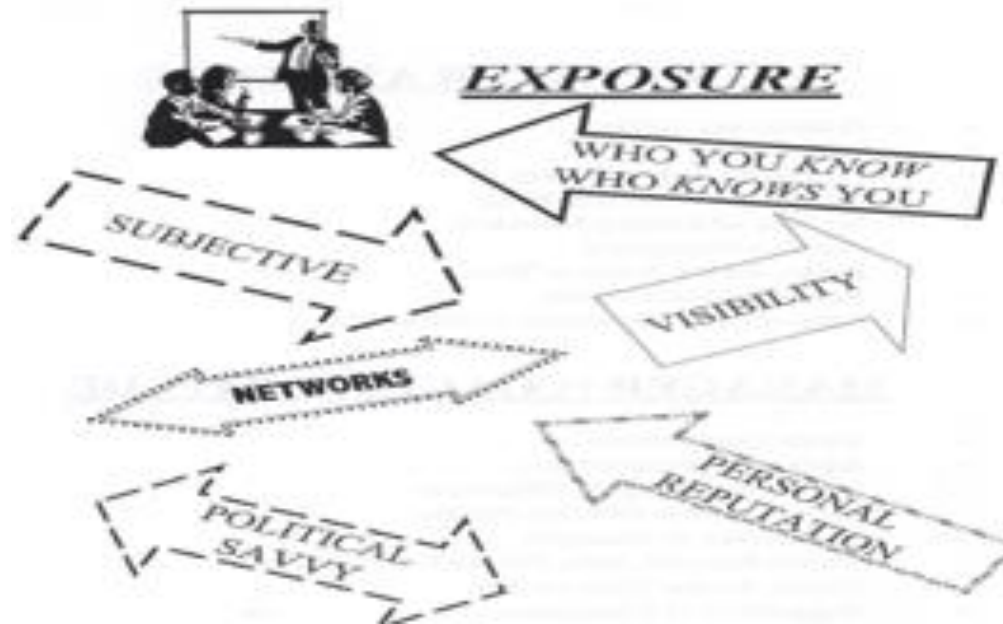 EXPOSURE
WHO YOU KNOW
WHO KNOWS YOU
SUBJECTIVE
VISIBILITY
NETWORKS
PERSONAL
REPUTATION
POLITICAL
SAVVY